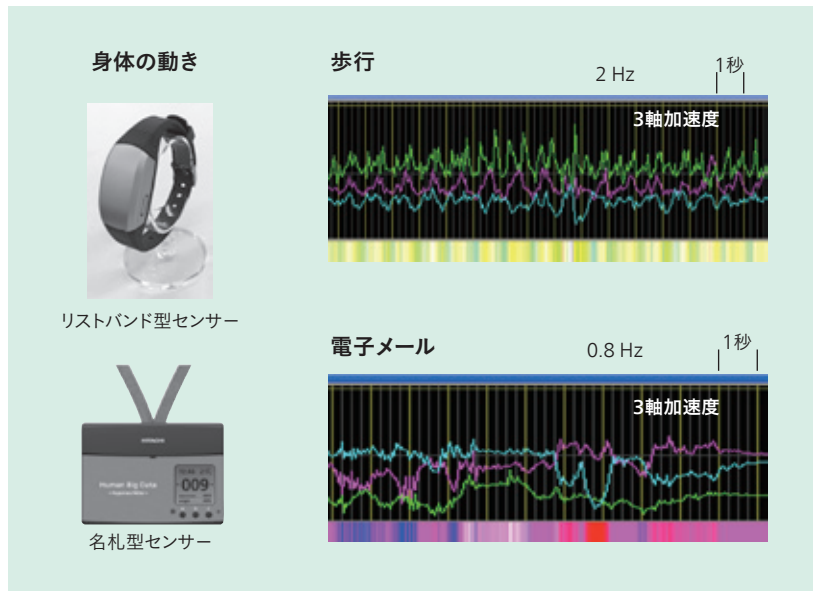 身体の動き
リストバンド型センサー
HITACHI
Human Big Data
009
名札型センサー
歩行
2 Hz
1秒
3軸加速度
電子メール
0.8 Hz
1秒
3軸加速度